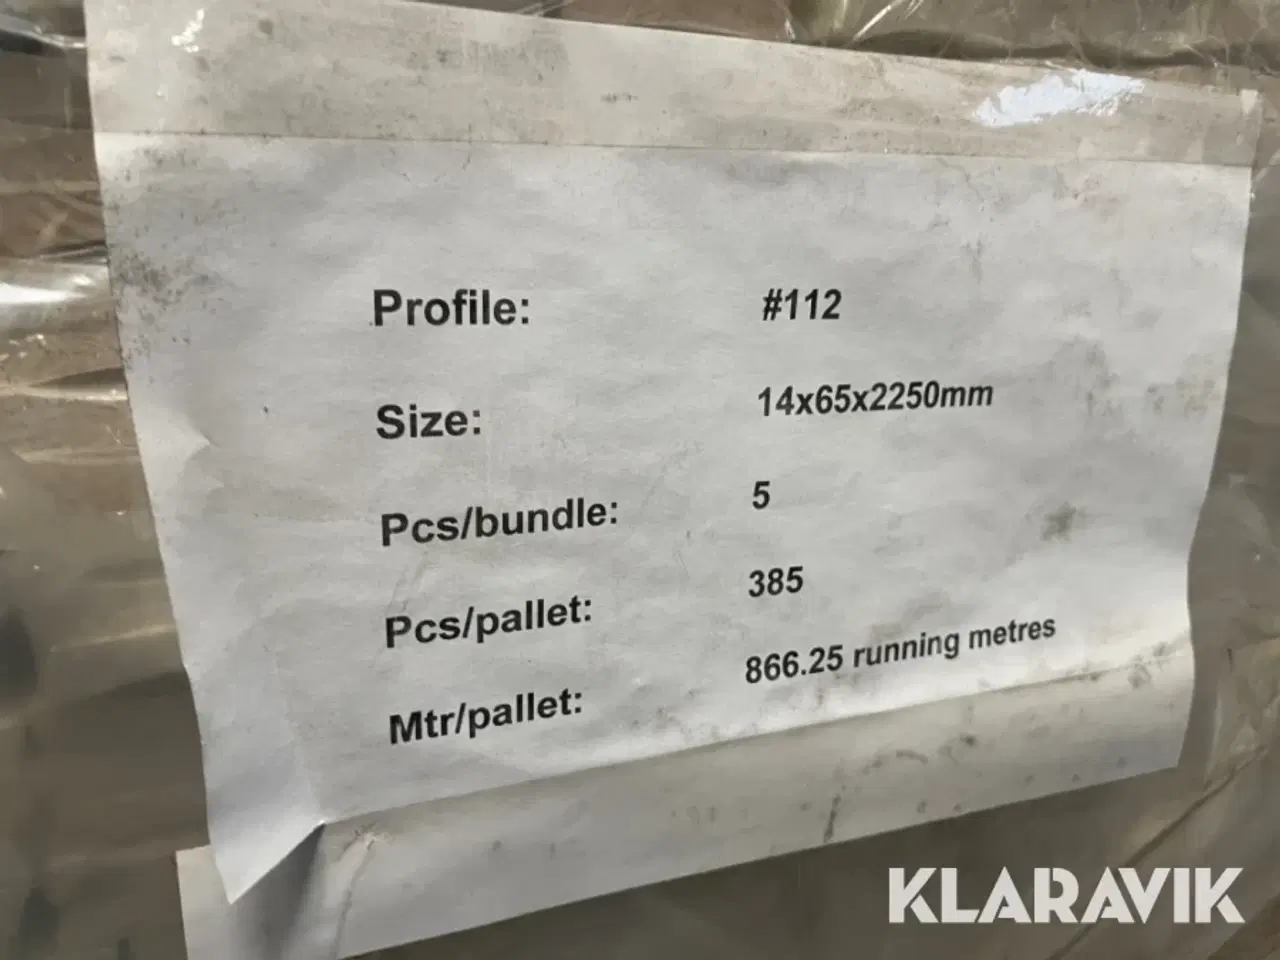 Profile: #112
Size: 14x65x2250mm
Pcs/bundle: 5
Pcs/pallet: 385
Mtr/pallet: 866.25 running metres
KLARAVIK